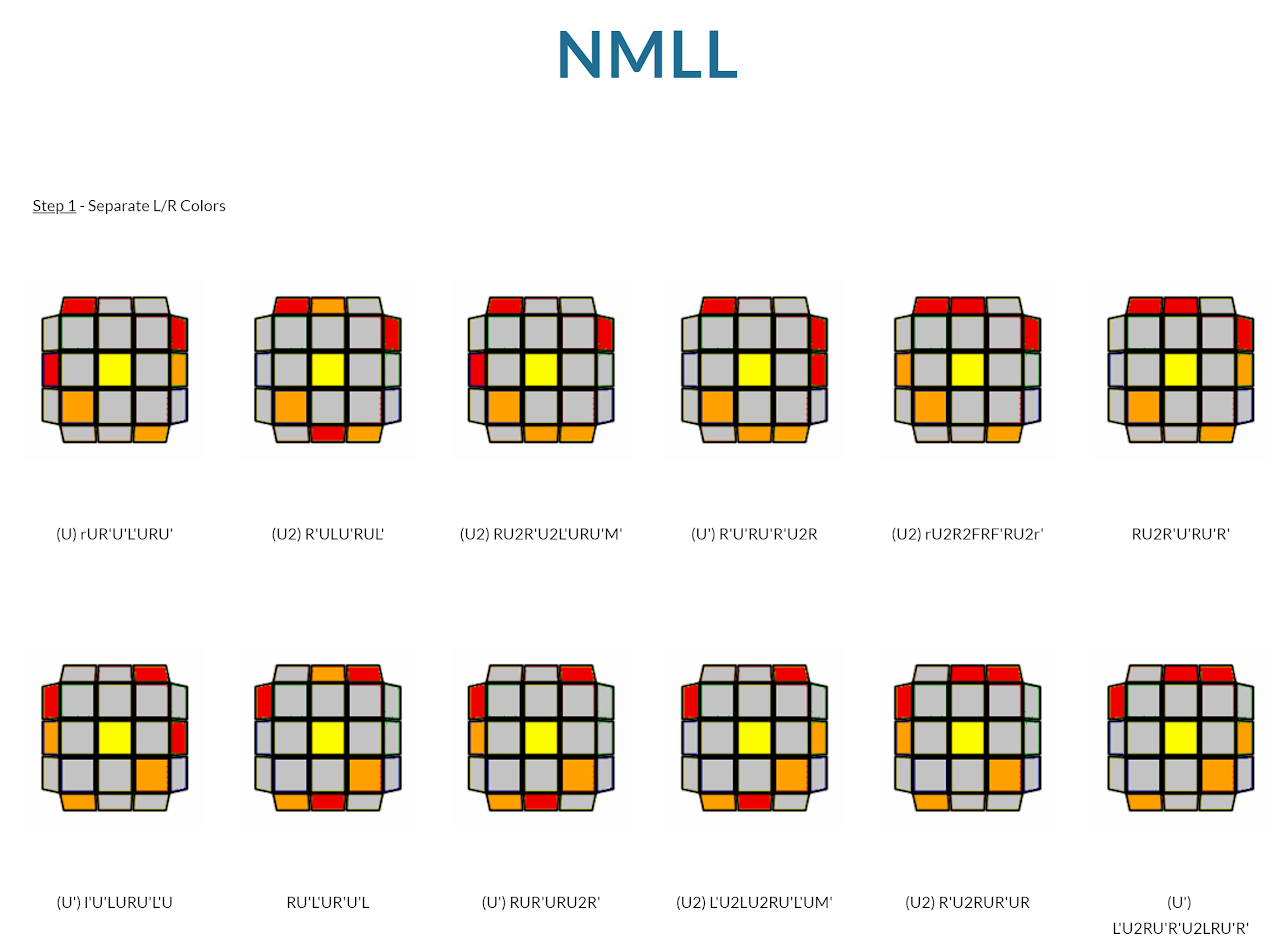 NMLL
Step 1 - Separate L/R Colors
(U) rUR'U'L'URU'
(U2) R'ULU'RUL'
(U2) RU2R'U2L'URU'M'
(U') R'U'RU'R'U2R
(U2) rU2R2FRF'RU2r'
RU2R'U'RU'R'
(U') l'U'LURU'L'U
RU'L'UR'U'L
(U') RUR'URU2R'
(U2) L'U2LU2RU'L'UM'
(U2) R'U2RUR'UR
(U')
L'U2RU'R'U2LRU'R'